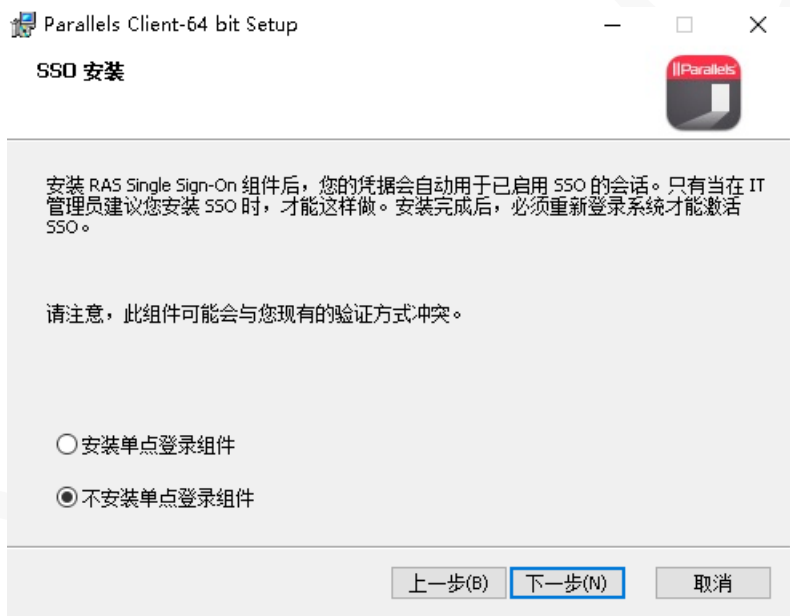 Parallels Client-64 bit Setup
SSO 安装
||Parallels
安装 RAS Single Sign-On 组件后，您的凭据会自动用于已启用 SSO 的会话。只有当在 IT
管理员建议您安装 SSO 时，才能这样做。安装完成后，必须重新登录系统才能激活
SSO。
请注意，此组件可能会与您现有的验证方式冲突。
安装单点登录组件
不安装单点登录组件
上一步(B)
下一步(N)
取消